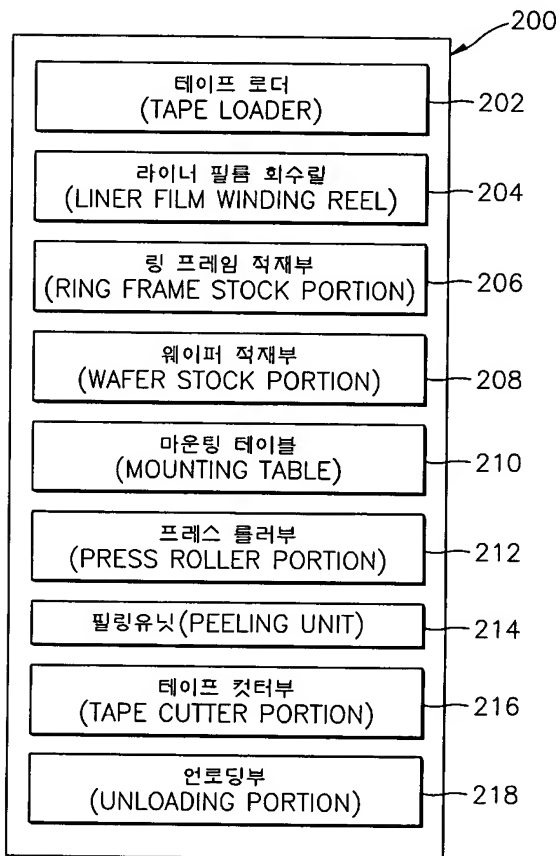 200
테이프 로더
(TAPE LOADER)
202
라이너 필름 회수릴
(LINER FILM WINDING REEL)
204
링 프레임 적재부
(RING FRAME STOCK PORTION)
206
웨이퍼 적재부
(WAFER STOCK PORTION)
208
마운팅 테이블
(MOUNTING TABLE)
210
프레스 롤러부
(PRESS ROLLER PORTION)
212
필링유닛(PEELING UNIT)
214
테이프 컷터부
(TAPE CUTTER PORTION)
216
언로딩부
(UNLOADING PORTION)
218